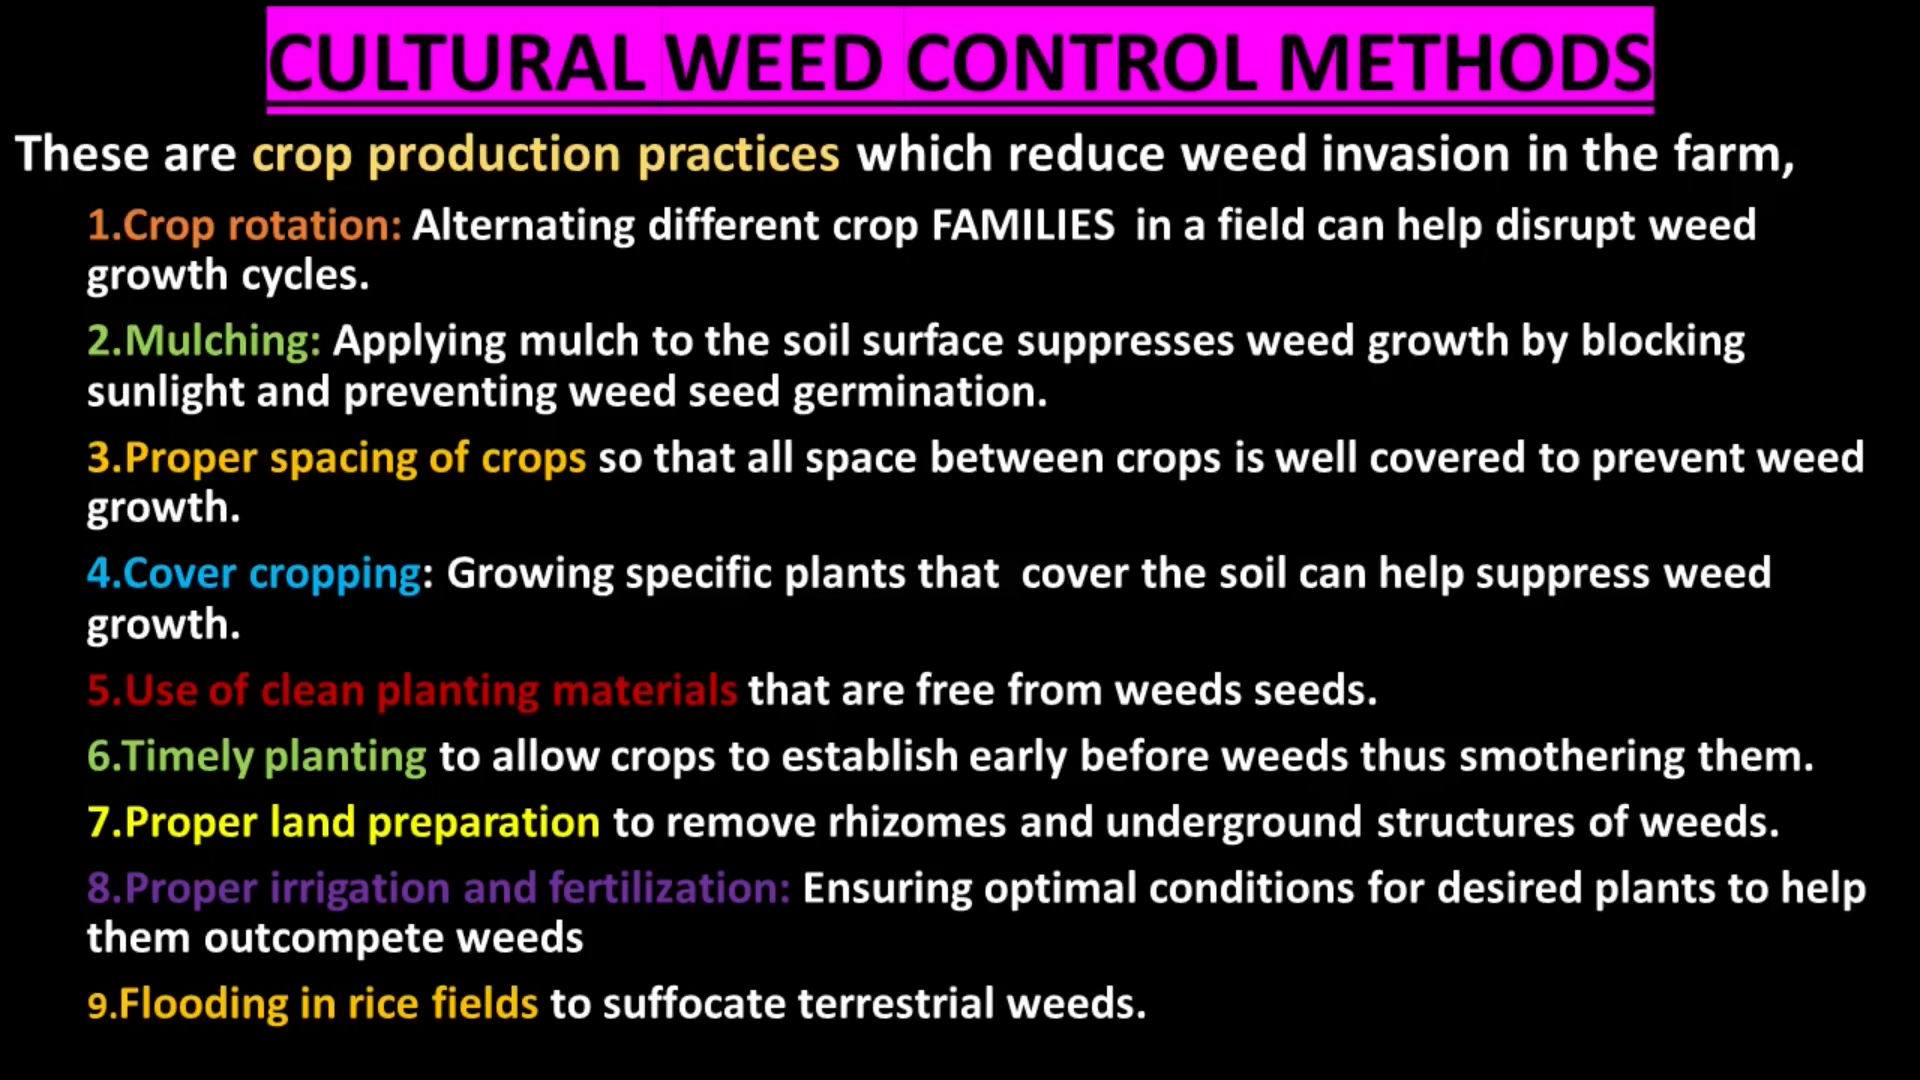 CULTURAL WEED CONTROL METHODS
These are crop production practices which reduce weed invasion in the farm,
1.Crop rotation: Alternating different crop FAMILIES in a field can help disrupt weed
growth cycles.
2.Mulching: Applying mulch to the soil surface suppresses weed growth by blocking
sunlight and preventing weed seed germination.
3.Proper spacing of crops so that all space between crops is well covered to prevent weed
growth.
4.Cover cropping: Growing specific plants that cover the soil can help suppress weed
growth.
5.Use of clean planting materials that are free from weeds seeds.
6.Timely planting to allow crops to establish early before weeds thus smothering them.
7.Proper land preparation to remove rhizomes and underground structures of weeds.
8.Proper irrigation and fertilization: Ensuring optimal conditions for desired plants to help
them outcompete weeds
9.Flooding in rice fields to suffocate terrestrial weeds.